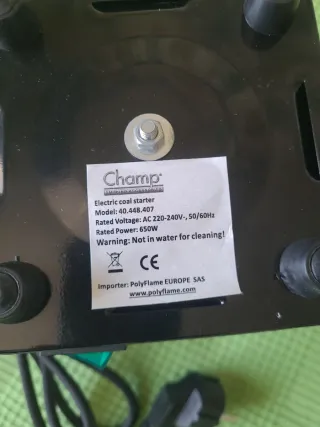 Champ
Electric coal starter
Model: 40.448.407
Rated Voltage: AC 220-240V~, 50/60Hz
Rated Power: 650W
Warning: Not in water for cleaning!
CE
Importer: PolyFlame EUROPE SAS
www.polyflame.com